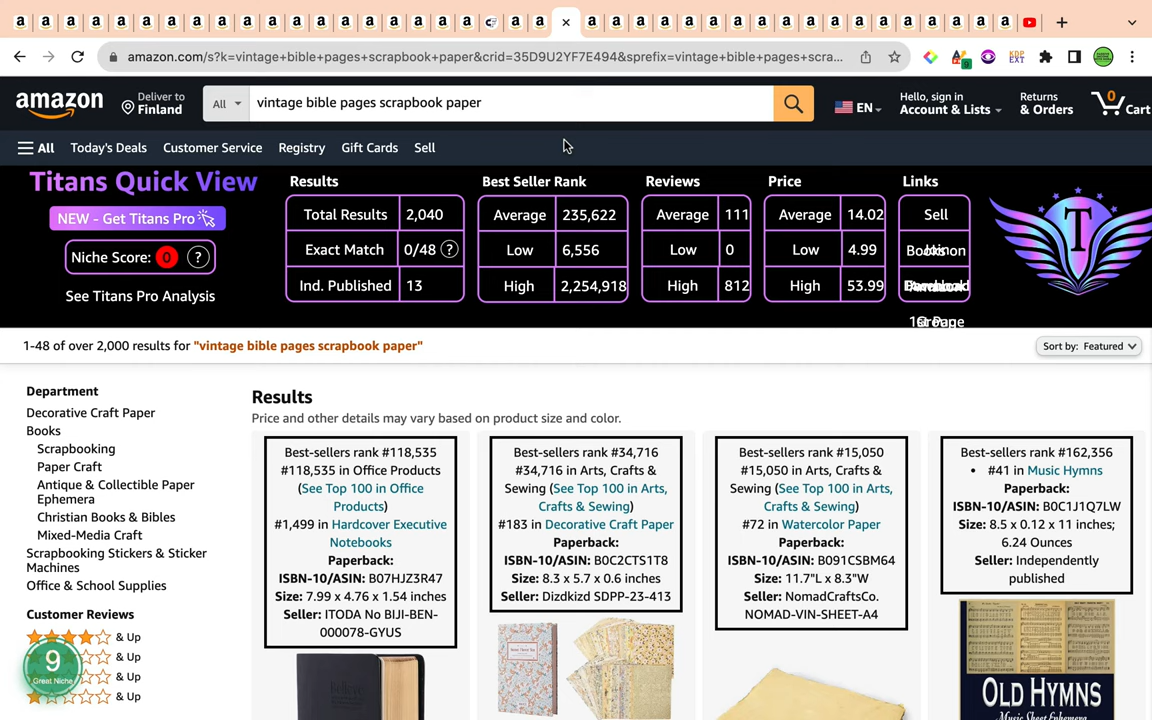 amazon.com/s?k=vintage+bible+pages+scrapbook+paper&crid=35D9U2YF7E494&sprefix=vintage+bible+pages+scra...
KDP EXT
9
amazon
Deliver to
Finland
All
vintage bible pages scrapbook paper
EN
Hello, sign in
Account & Lists
Returns
& Orders
0
Cart
All
Today's Deals
Customer Service
Registry
Gift Cards
Sell
Titans Quick View
NEW - Get Titans Pro
Niche Score: 0 ?
See Titans Pro Analysis
Results
Total Results 2,040
Exact Match 0/48 ?
Ind. Published 13
Best Seller Rank
Average 235,622
Low 6,556
High 2,254,918
Reviews
Average 111
Low 0
High 812
Price
Average 14.02
Low 4.99
High 53.99
Links
Sell
T
1-48 of over 2,000 results for "vintage bible pages scrapbook paper"
Sort by: Featured
Department
Decorative Craft Paper
Books
Scrapbooking
Paper Craft
Antique & Collectible Paper
Ephemera
Christian Books & Bibles
Mixed-Media Craft
Scrapbooking Stickers & Sticker
Machines
Office & School Supplies
Customer Reviews
& Up
& Up
& Up
& Up
9
Great Niche
Results
Price and other details may vary based on product size and color.
Best-sellers rank #118,535
#118,535 in Office Products
(See Top 100 in Office
Products)
#1,499 in Hardcover Executive
Notebooks
Paperback:
ISBN-10/ASIN: B07HJZ3R47
Size: 7.99 x 4.76 x 1.54 inches
Seller: ITODA No BIJI-BEN-
000078-GYUS
Best-sellers rank #34,716
#34,716 in Arts, Crafts &
Sewing (See Top 100 in Arts,
Crafts & Sewing)
#183 in Decorative Craft Paper
Paperback:
ISBN-10/ASIN: B0C2CTS1T8
Size: 8.3 x 5.7 x 0.6 inches
Seller: Dizdkizd SDPP-23-413
Best-sellers rank #15,050
#15,050 in Arts, Crafts &
Sewing (See Top 100 in Arts,
Crafts & Sewing)
#72 in Watercolor Paper
Paperback:
ISBN-10/ASIN: B091CSBM64
Size: 11.7"L x 8.3"W
Seller: NomadCraftsCo.
NOMAD-VIN-SHEET-A4
Best-sellers rank #162,356
#41 in Music Hymns
Paperback:
ISBN-10/ASIN: B0C1J1Q7LW
Size: 8.5 x 0.12 x 11 inches;
6.24 Ounces
Seller: Independently
published
OLD HYMNS
Music Sheet Ephemera